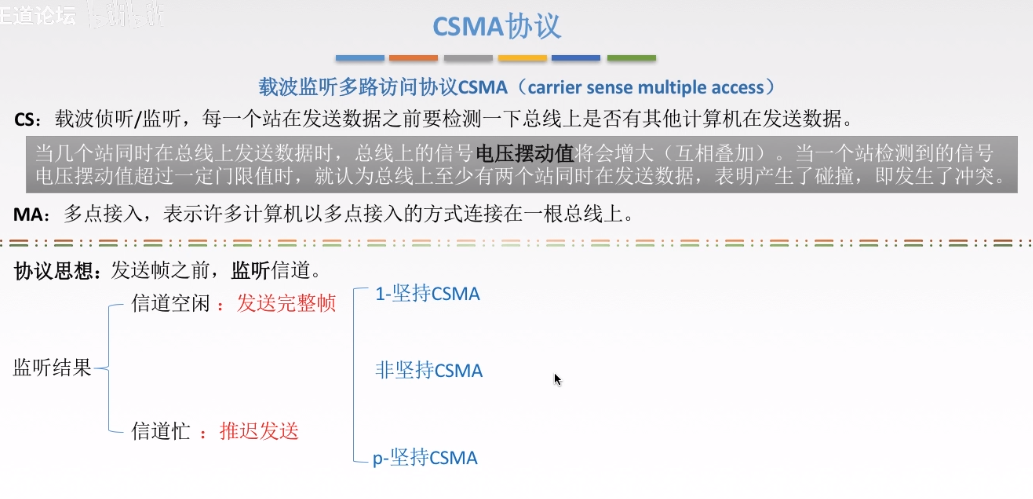 王道论坛
CSMA协议
载波监听多路访问协议CSMA（carrier sense multiple access）
CS：载波侦听/监听，每一个站在发送数据之前要检测一下总线上是否有其他计算机在发送数据。
当几个站同时在总线上发送数据时，总线上的信号电压摆动值将会增大（互相叠加）。当一个站检测到的信号
电压摆动值超过一定门限值时，就认为总线上至少有两个站同时在发送数据，表明产生了碰撞，即发生了冲突。
MA：多点接入，表示许多计算机以多点接入的方式连接在一根总线上。
协议思想：发送帧之前，监听信道。
监听结果
信道空闲：发送完整帧
信道忙：推迟发送
1-坚持CSMA
非坚持CSMA
p-坚持CSMA